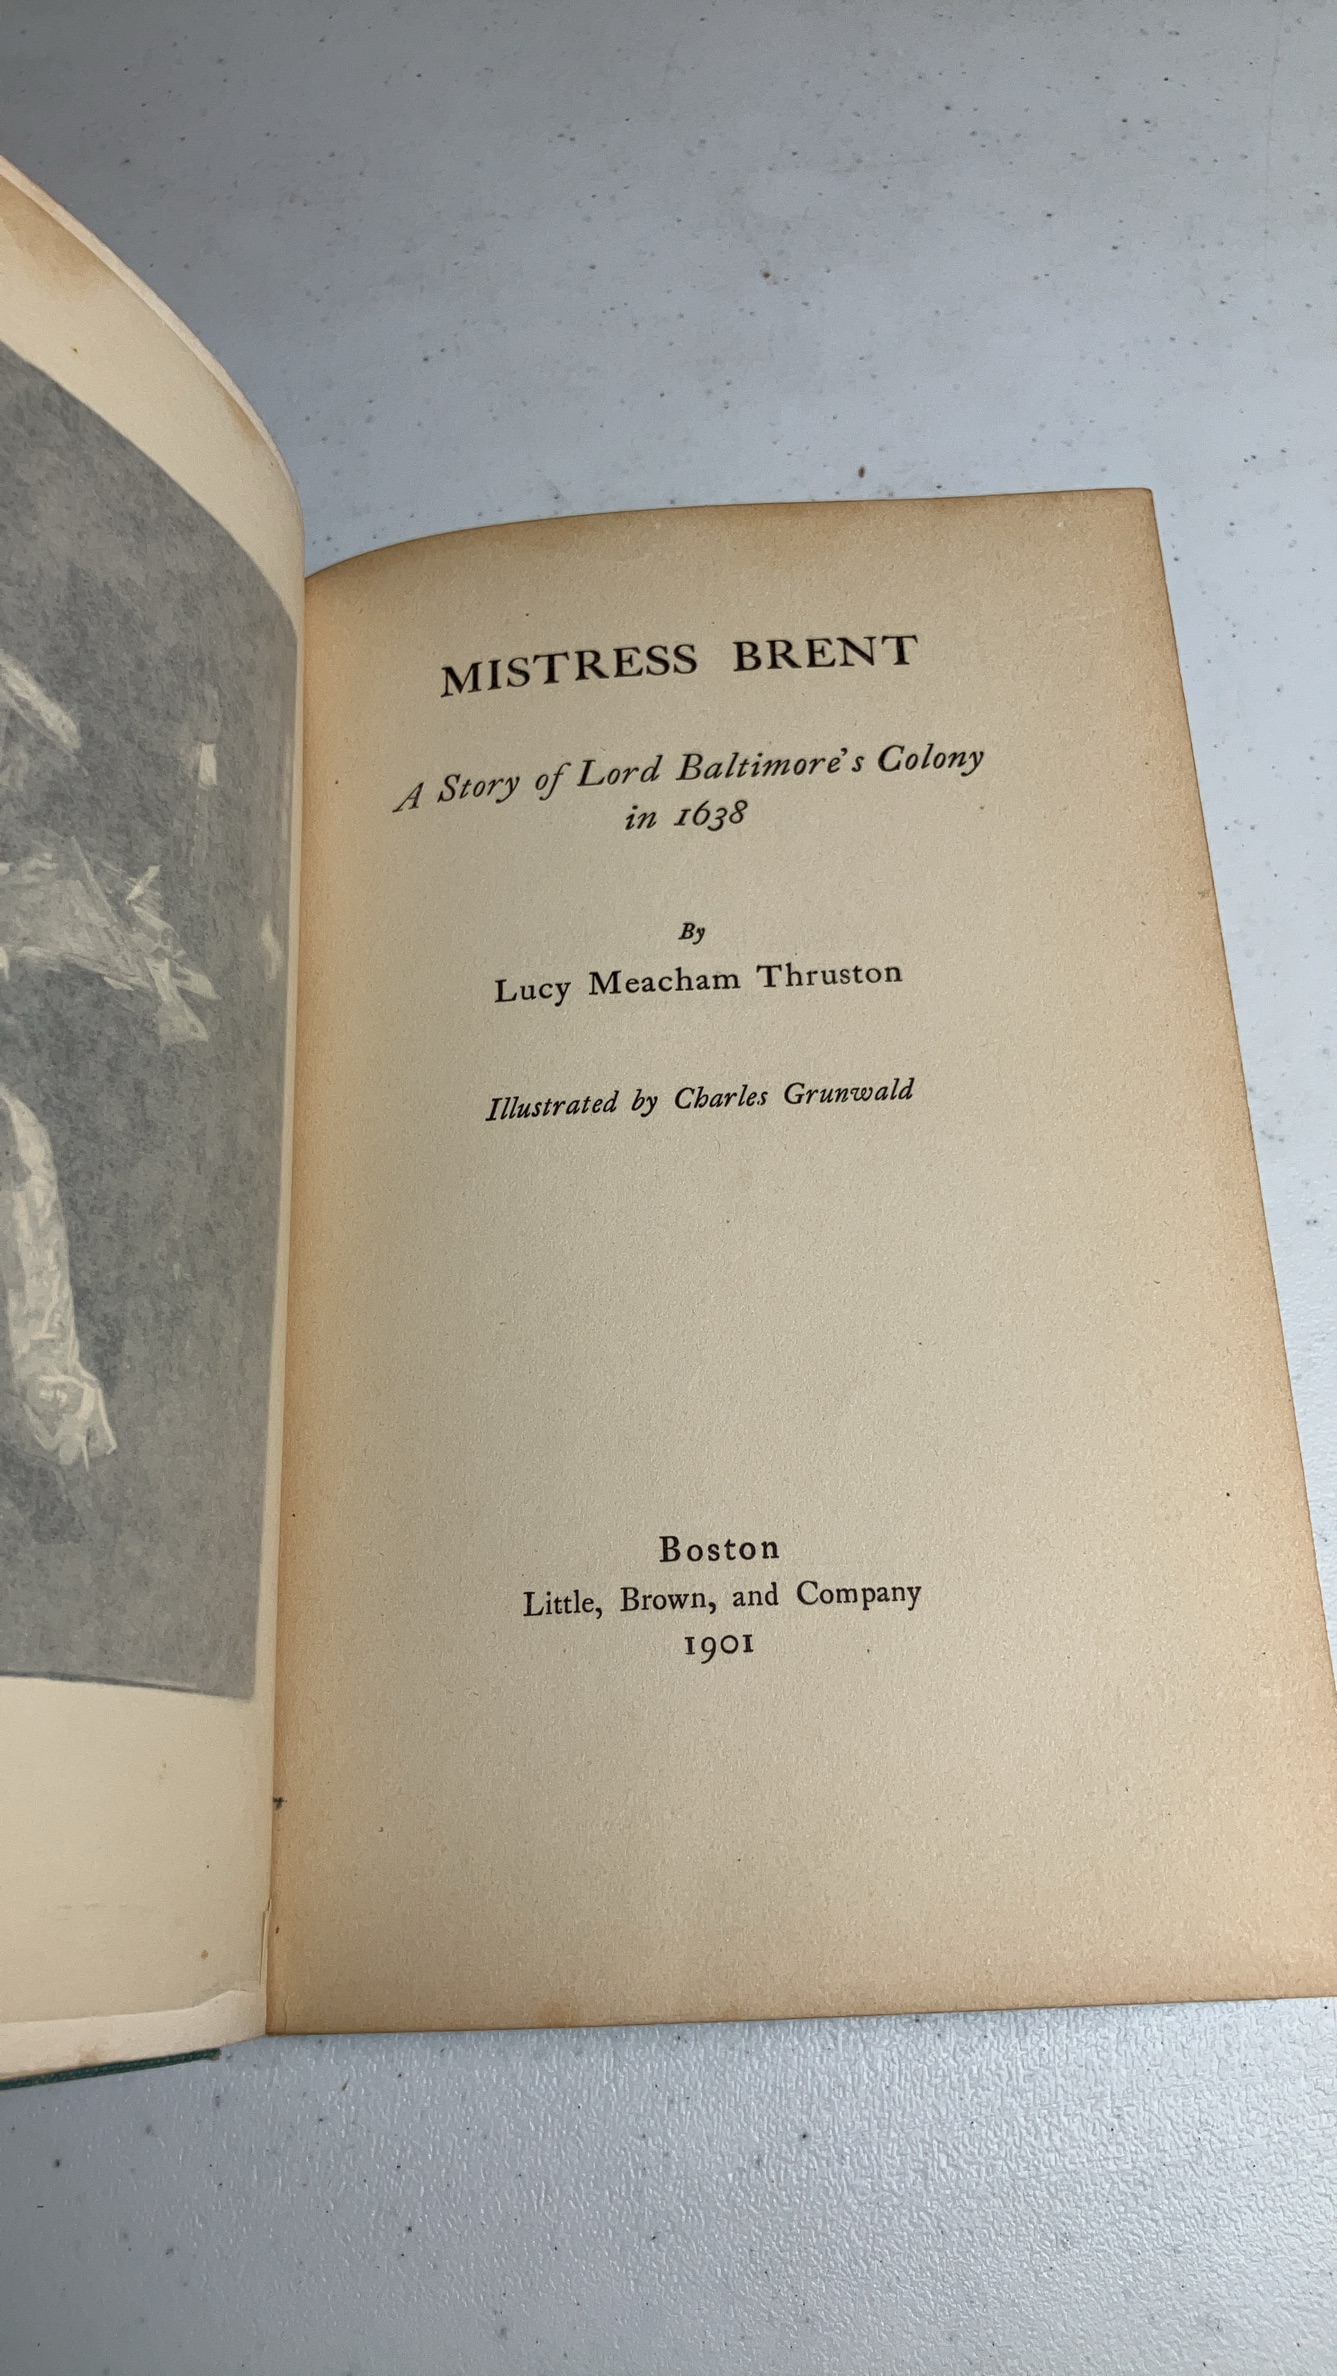 MISTRESS BRENT
A Story of Lord Baltimore's Colony
in 1638
By
Lucy Meacham Thruston
Illustrated by Charles Grunwald
Boston
Little, Brown, and Company
1901